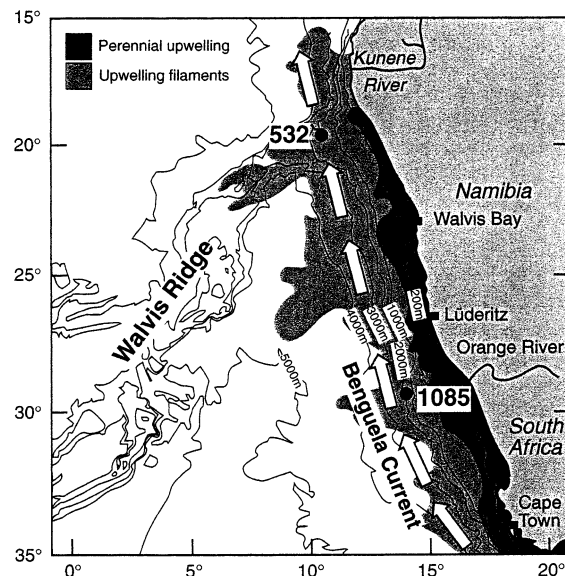 15°
Perennial upwelling
Upwelling filaments
Kunene
River
20°
532
Namibia
Walvis Bay
Walvis Ridge
25°
200m
Lüderitz
1000m
2000m
3000m
4000m
5000m
Orange River
Benguela Current
1085
30°
South
Africa
Cape
Town
35°
0°
5°
10°
15°
20°